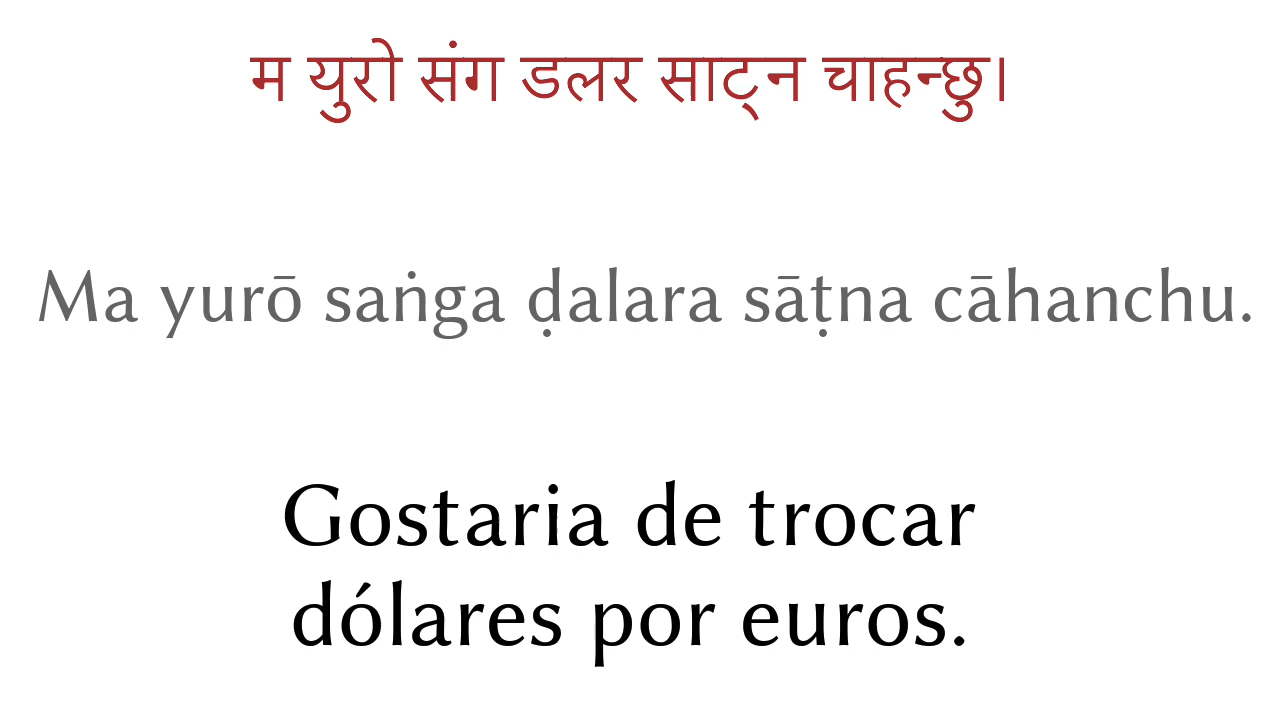 म युरो संग डलर साट्न चाहन्छु।
Ma yurō saṅga ḍalara sāṭna cāhanchu.
Gostaria de trocar
dólares por euros.